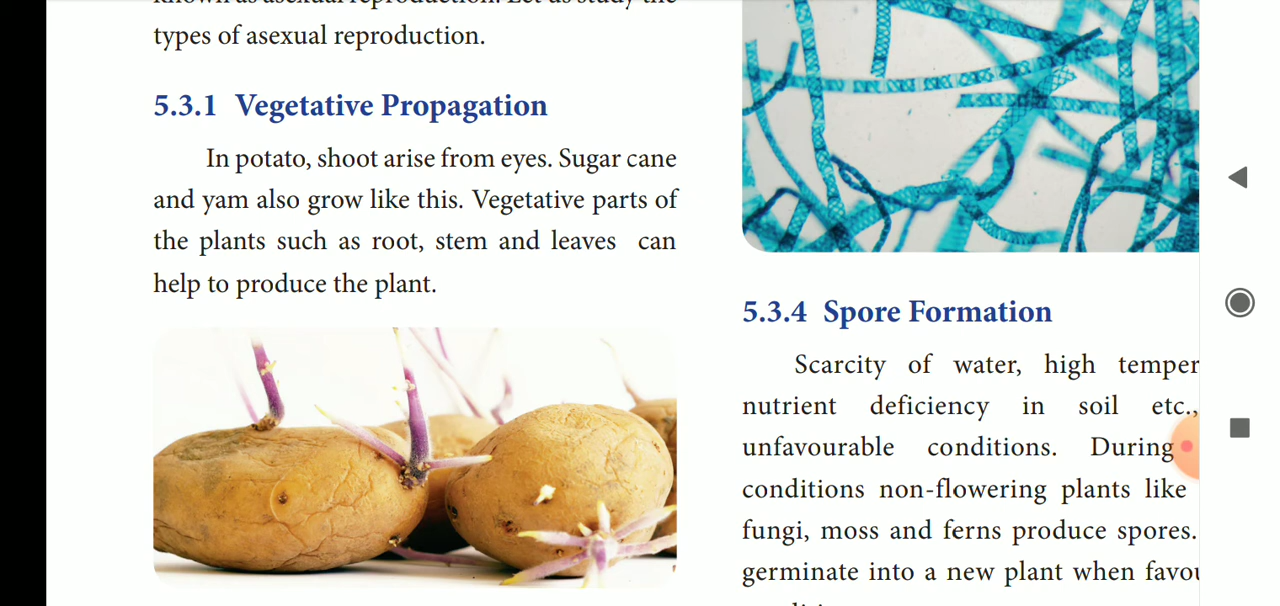 types of asexual reproduction.
5.3.1 Vegetative Propagation
In potato, shoot arise from eyes. Sugar cane
and yam also grow like this. Vegetative parts of
the plants such as root, stem and leaves can
help to produce the plant.
5.3.4 Spore Formation
Scarcity of water, high temper
nutrient deficiency in soil etc.,
unfavourable conditions. During
conditions non-flowering plants like
fungi, moss and ferns produce spores.
germinate into a new plant when favou